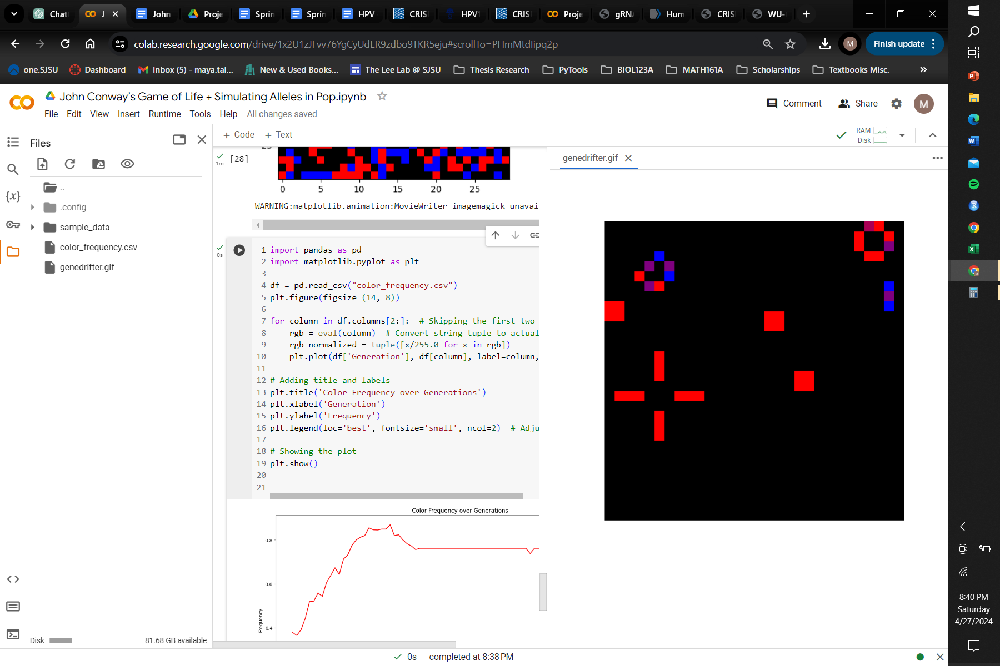 Chat
J
John
Proje
Sprin
Sprin
HPV
CRIS
HPV1
CRIS
Proje
gRN
Hum
CRIS
WU-
colab.research.google.com/drive/1x2U1zJFvv76YgCyUdER9zdbo9TKR5eju#scrollTo=PHmMtdlipq2p
M
Finish update
one.SJSU
Dashboard
Inbox (5) - maya.tal...
New & Used Books...
The Lee Lab @ SJSU
Thesis Research
PyTools
BIOL123A
MATH161A
Scholarships
Textbooks Misc.
John Conway's Game of Life + Simulating Alleles in Pop.ipynb
File Edit View Insert Runtime Tools Help All changes saved
Comment
Share
M
Files
+ Code + Text
RAM
Disk
..
.config
sample_data
color_frequency.csv
genedrifter.gif
{x}
1m
[28]
0 5 10 15 20 25
WARNING:matplotlib.animation:MovieWriter imagemagick unavai
0s
1 import pandas as pd
2 import matplotlib.pyplot as plt
3
4 df = pd.read_csv("color_frequency.csv")
5 plt.figure(figsize=(14, 8))
6
7 for column in df.columns[2:]:  # Skipping the first two
8     rgb = eval(column)  # Convert string tuple to actual
9     rgb_normalized = tuple([x/255.0 for x in rgb])
10     plt.plot(df['Generation'], df[column], label=column,
11
12 # Adding title and labels
13 plt.title('Color Frequency over Generations')
14 plt.xlabel('Generation')
15 plt.ylabel('Frequency')
16 plt.legend(loc='best', fontsize='small', ncol=2)  # Adju
17
18 # Showing the plot
19 plt.show()
20
21
Color Frequency over Generations
0.8
0.6
0.4
Frequency
genedrifter.gif
Disk
81.68 GB available
0s completed at 8:38 PM
8:40 PM
Saturday
4/27/2024